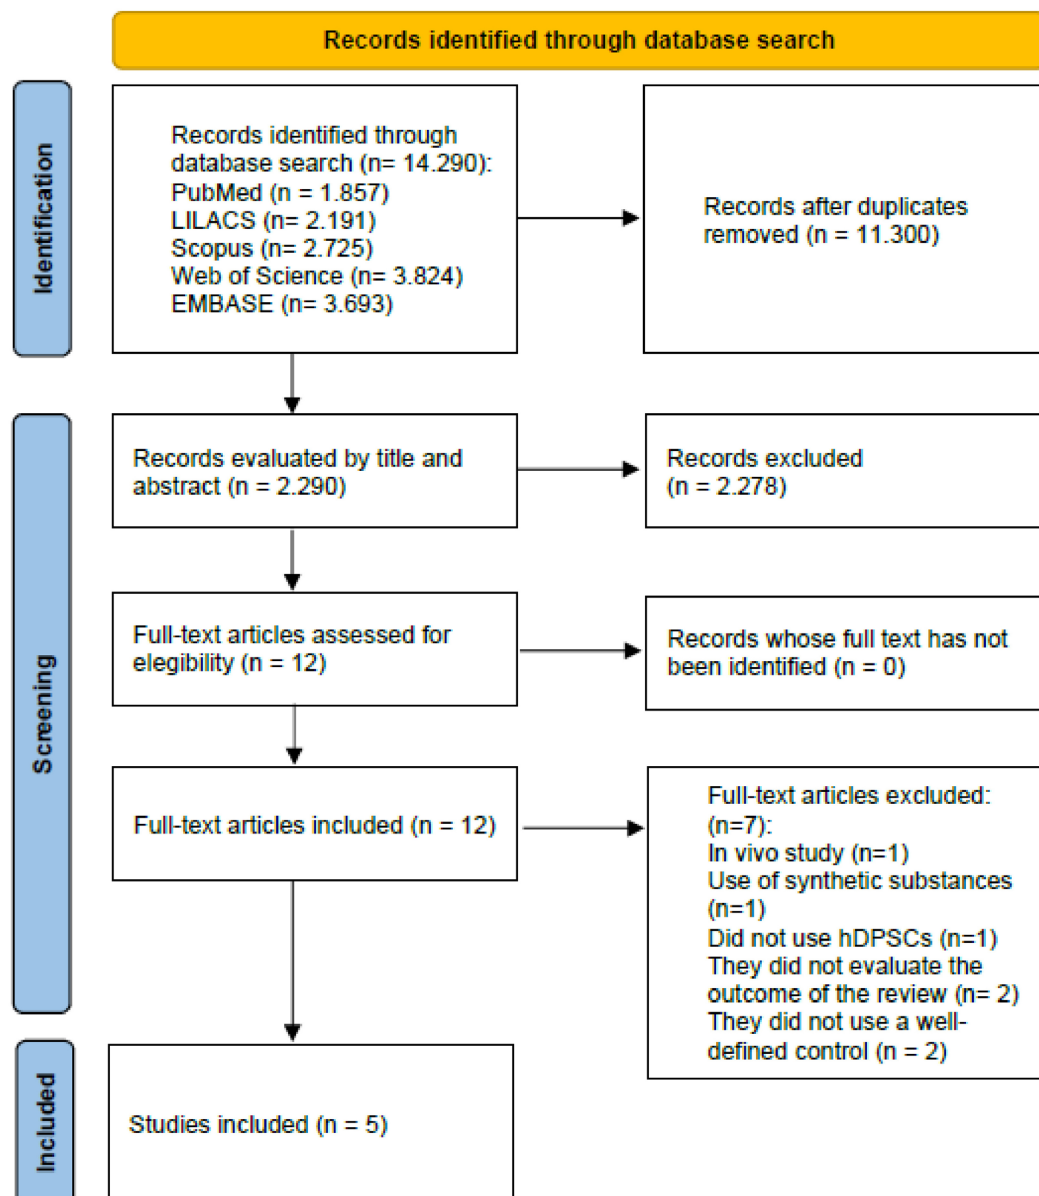 Records identified through database search
Identification
Records identified through
database search (n= 14.290):
PubMed (n = 1.857)
LILACS (n= 2.191)
Scopus (n= 2.725)
Web of Science (n= 3.824)
EMBASE (n= 3.693)
Records after duplicates
removed (n = 11.300)
Screening
Records evaluated by title and
abstract (n = 2.290)
Records excluded
(n = 2.278)
Full-text articles assessed for
elegibility (n = 12)
Records whose full text has not
been identified (n = 0)
Full-text articles included (n = 12)
Full-text articles excluded:
(n=7):
In vivo study (n=1)
Use of synthetic substances
(n=1)
Did not use hDPSCs (n=1)
They did not evaluate the
outcome of the review (n= 2)
They did not use a well-
defined control (n = 2)
Included
Studies included (n = 5)